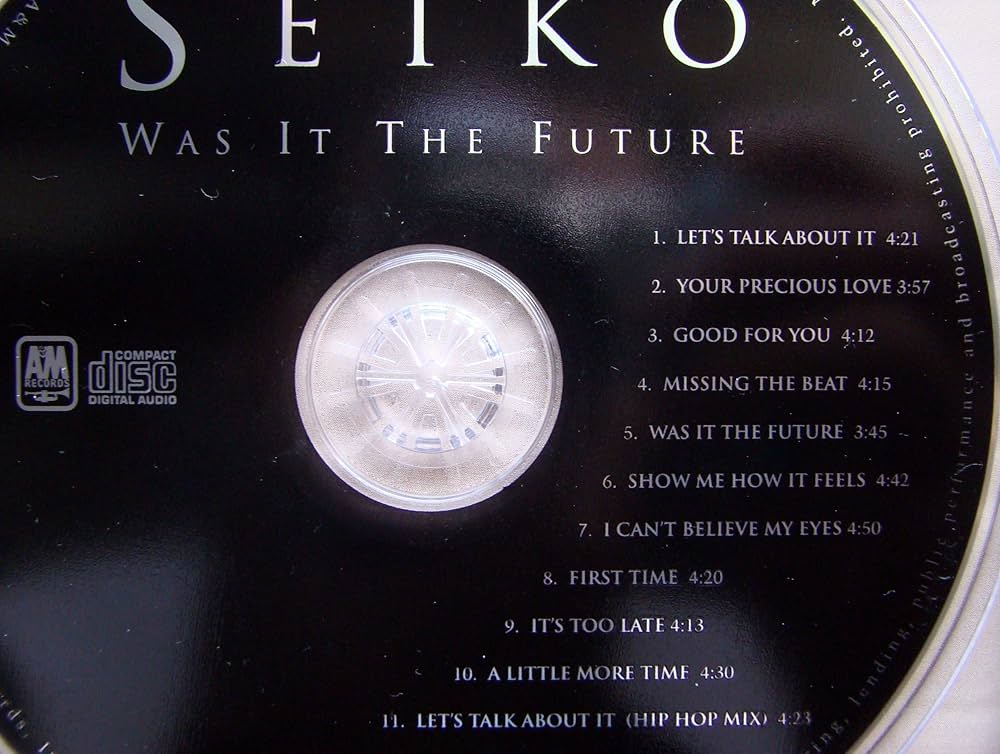 SEIKO
WAS IT THE FUTURE
1. LET'S TALK ABOUT IT 4:21
2. YOUR PRECIOUS LOVE 3:57
3. GOOD FOR YOU 4:12
4. MISSING THE BEAT 4:15
5. WAS IT THE FUTURE 3:45
6. SHOW ME HOW IT FEELS 4:42
7. I CAN'T BELIEVE MY EYES 4:50
8. FIRST TIME 4:20
9. IT'S TOO LATE 4:13
10. A LITTLE MORE TIME 4:30
11. LET'S TALK ABOUT IT (HIP HOP MIX) 4:23
A&M
RECORDS
COMPACT
disc
DIGITAL AUDIO
A&M
lending, public performance and broadcasting prohibited.